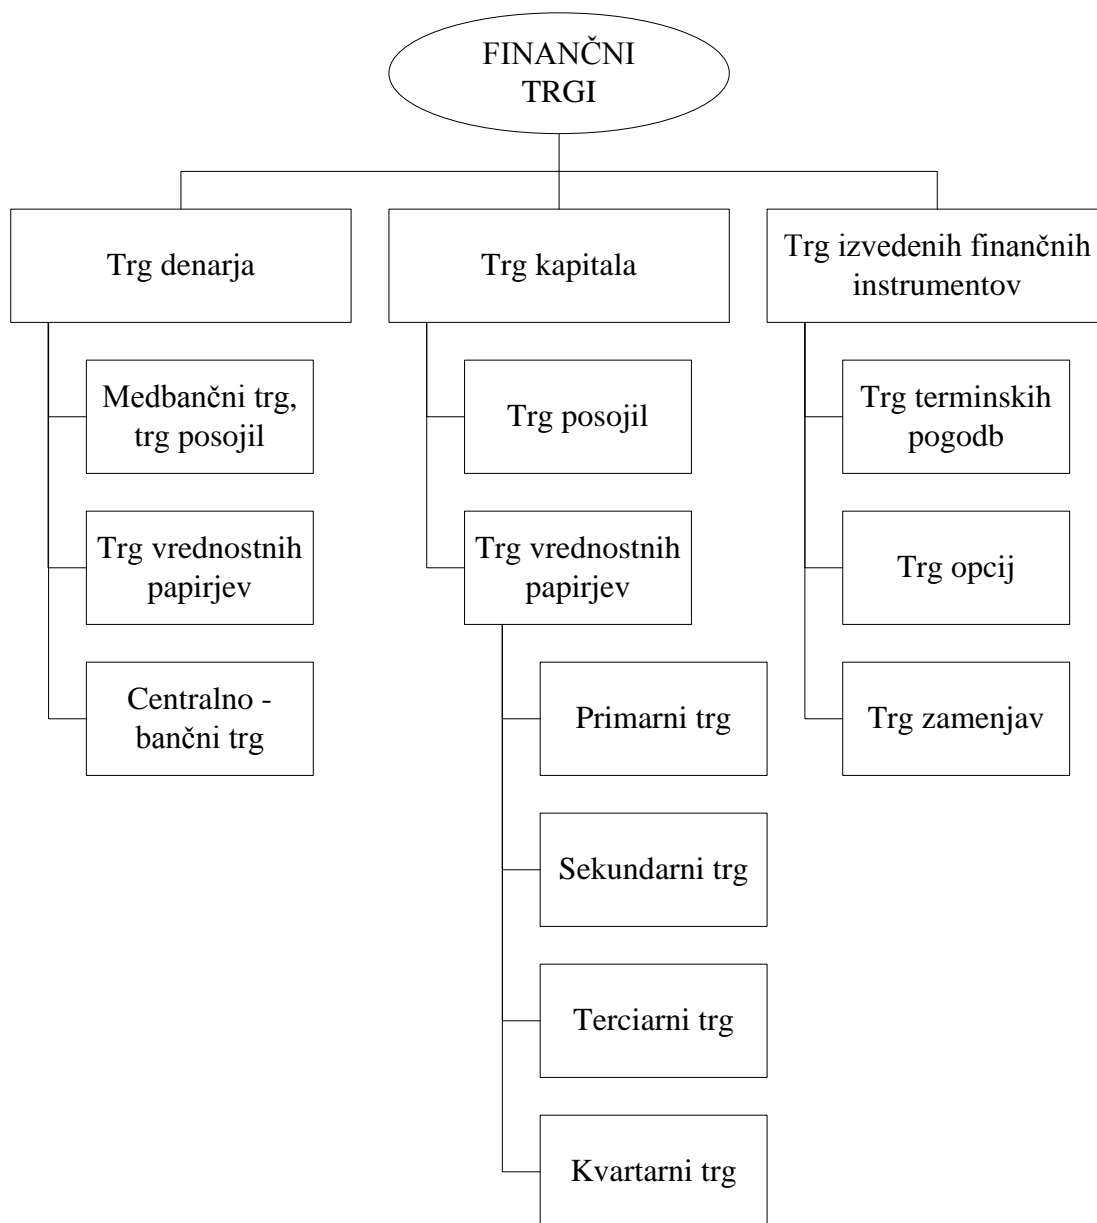 FINANČNI
TRGI
Trg denarja
Trg kapitala
Trg izvedenih finančnih
instrumentov
Medbančni trg,
trg posojil
Trg posojil
Trg terminskih
pogodb
Trg vrednostnih
papirjev
Trg vrednostnih
papirjev
Trg opcij
Centralno -
bančni trg
Primarni trg
Trg zamenjav
Sekundarni trg
Terciarni trg
Kvartarni trg